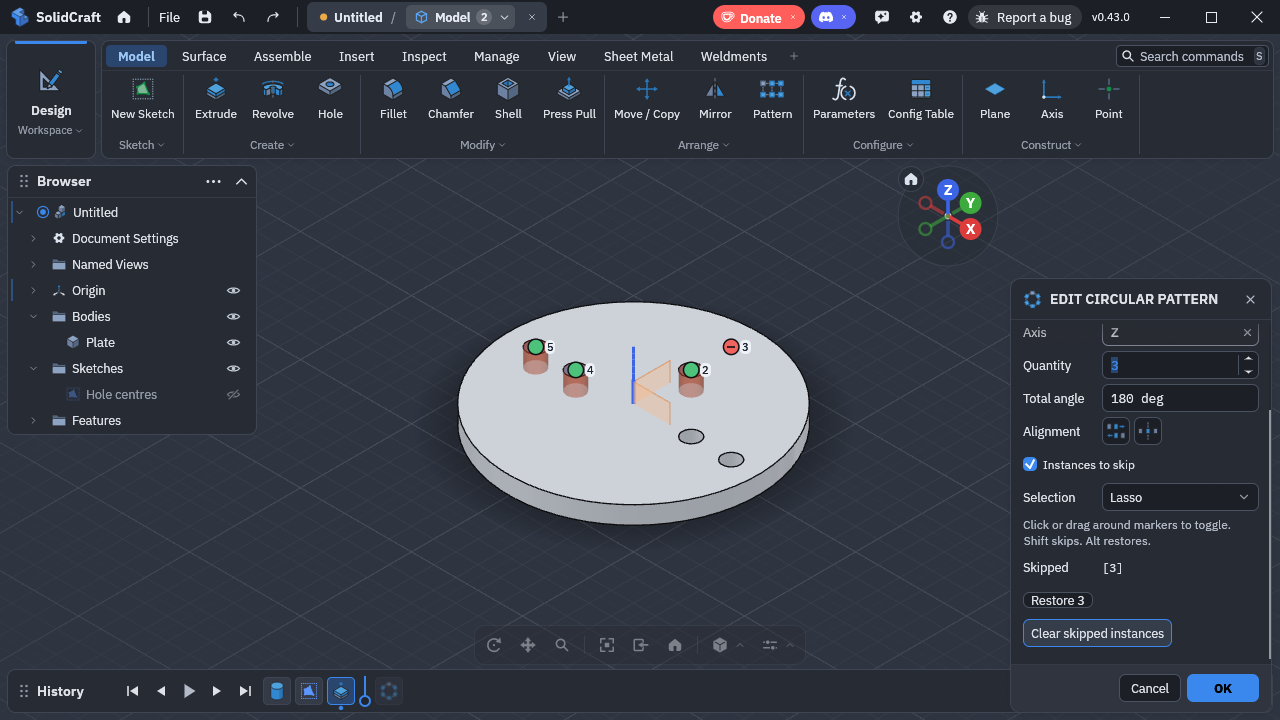 SolidCraft
File
Untitled / Model 2
Donate
Report a bug
v0.43.0
Design
Workspace
Model Surface Assemble Insert Inspect Manage View Sheet Metal Weldments
Search commands S
New Sketch Extrude Revolve Hole Fillet Chamfer Shell Press Pull Move / Copy Mirror Pattern Parameters Config Table Plane Axis Point
Sketch Create Modify Arrange Configure Construct
Browser
Untitled
Document Settings
Named Views
Origin
Bodies
Plate
Sketches
Hole centres
Features
Z
Y
X
5
3
4
2
EDIT CIRCULAR PATTERN
Axis Z
Quantity 3
Total angle 180 deg
Alignment
Instances to skip
Selection Lasso
Click or drag around markers to toggle.
Shift skips. Alt restores.
Skipped [3]
Restore 3
Clear skipped instances
Cancel OK
History